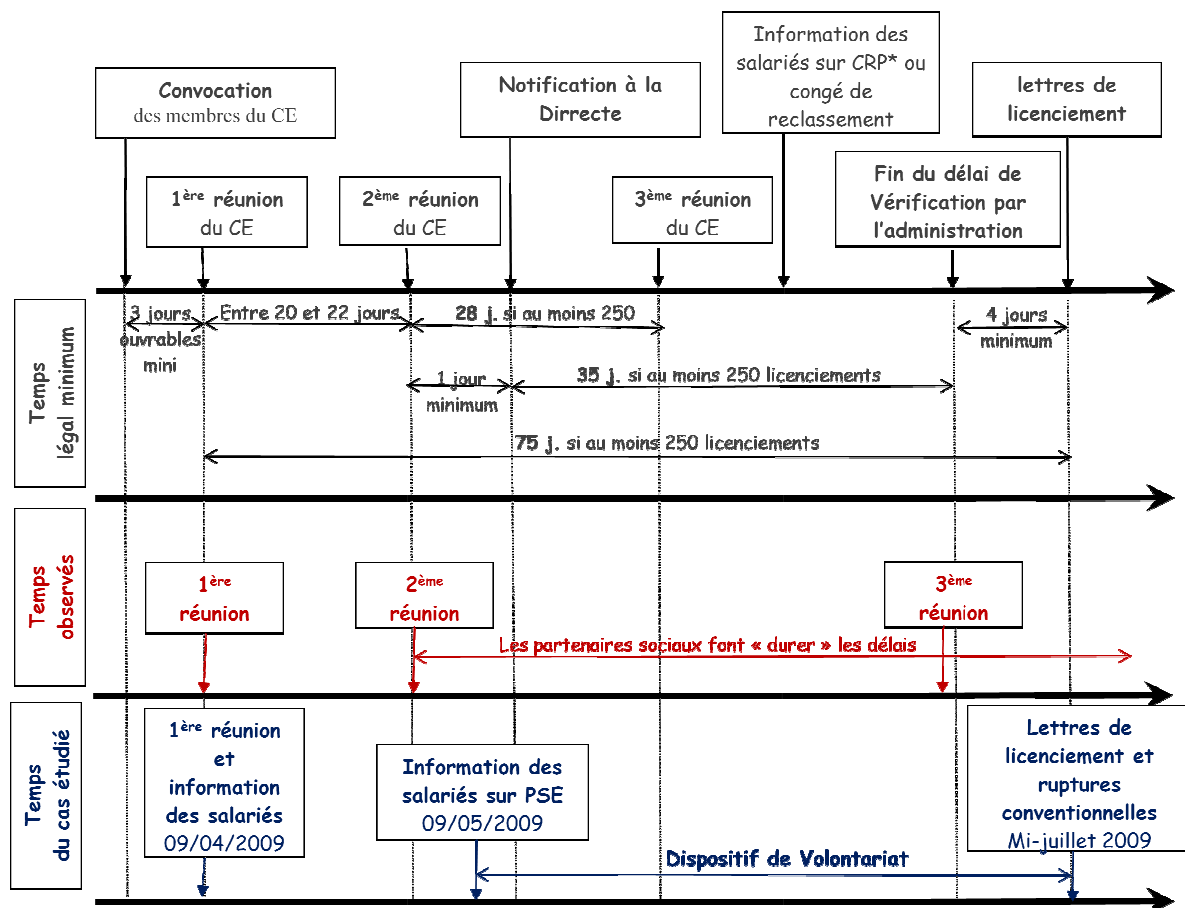 Convocation
des membres du CE
Notification à la
Dirrecte
Information des
salariés sur CRP* ou
congé de
reclassement
lettres de
licenciement
1ère réunion
du CE
2ème réunion
du CE
3ème réunion
du CE
Fin du délai de
Vérification par
l'administration
Temps
légal minimum
3 jours
ouvrables
mini
Entre 20 et 22 jours
28 j. si au moins 250
4 jours
minimum
1 jour
minimum
35 j. si au moins 250 licenciements
75 j. si au moins 250 licenciements
Temps
observés
1ère
réunion
2ème
réunion
3ème
réunion
Les partenaires sociaux font « durer » les délais
Temps
du cas étudié
1ère réunion
et
information
des salariés
09/04/2009
Information des
salariés sur PSE
09/05/2009
Lettres de
licenciement et
ruptures
conventionnelles
Mi-juillet 2009
Dispositif de Volontariat